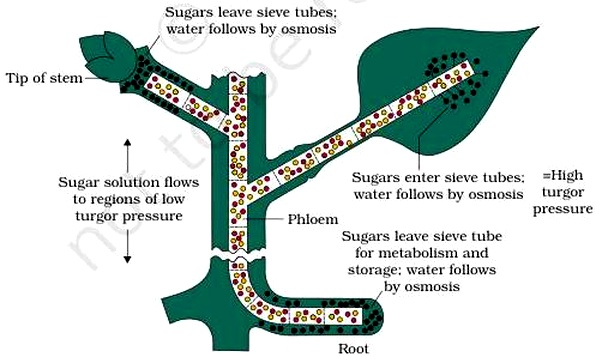 Sugars leave sieve tubes;
water follows by osmosis
Tip of stem
Sugar solution flows
to regions of low
turgor pressure
Sugars enter sieve tubes;
water follows by osmosis
=High
turgor
pressure
Phloem
Sugars leave sieve tube
for metabolism and
storage; water follows
by osmosis
Root